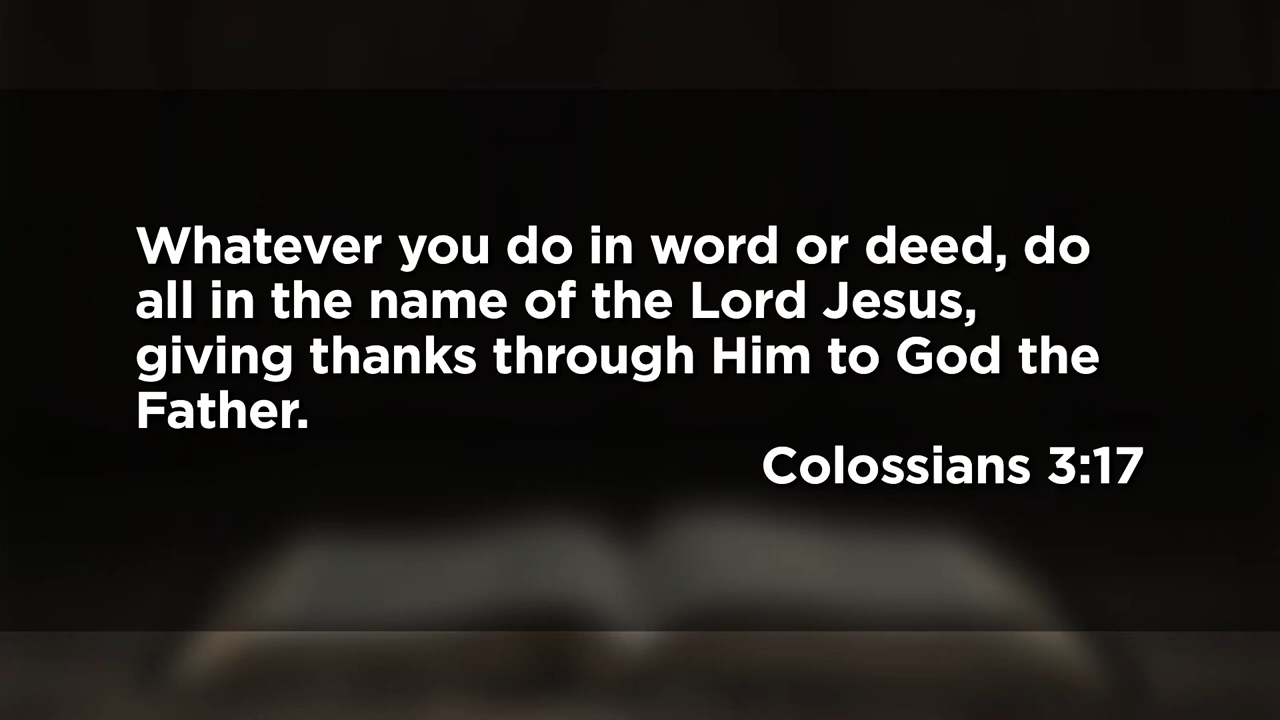 Whatever you do in word or deed, do
all in the name of the Lord Jesus,
giving thanks through Him to God the
Father.
Colossians 3:17